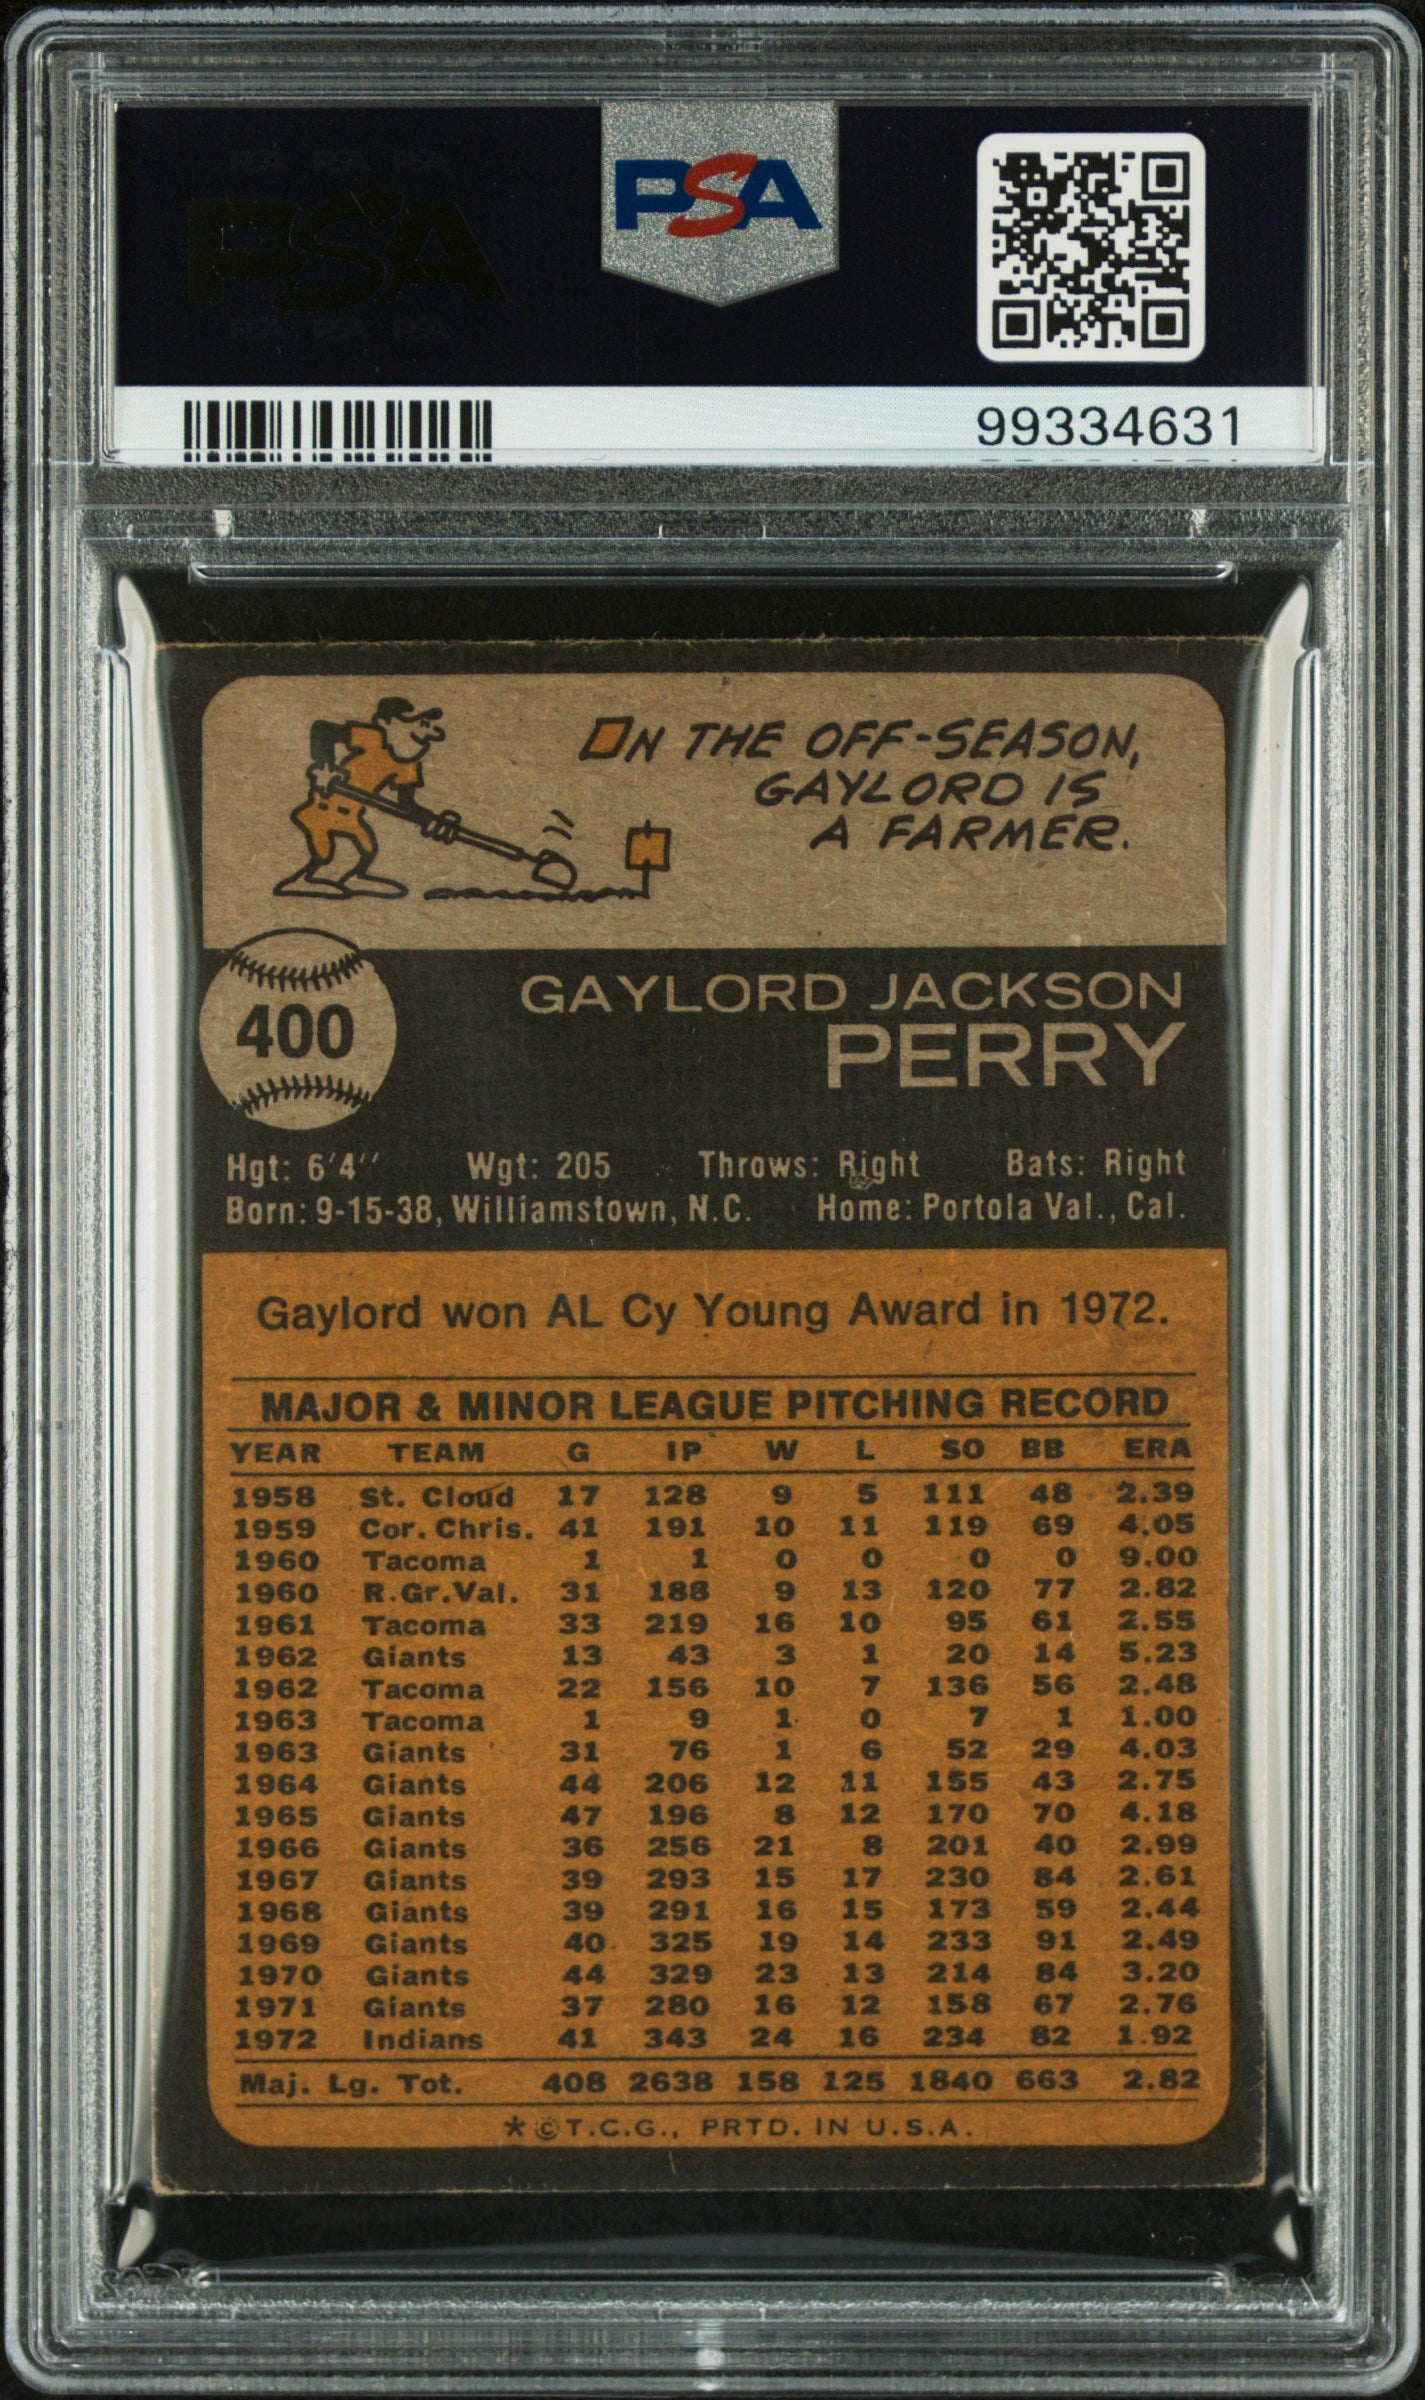 PSA
PSA PSA PSA
PSA
PSA PSA PSA
99334631
ON THE OFF-SEASON,
GAYLORD IS
A FARMER.
400
GAYLORD JACKSON
PERRY
Hgt: 6'4'' Wgt: 205 Throws: Right Bats: Right
Born: 9-15-38, Williamstown, N.C. Home: Portola Val., Cal.
Gaylord won AL Cy Young Award in 1972.
MAJOR & MINOR LEAGUE PITCHING RECORD
YEAR TEAM G IP W L SO BB ERA
1958 St. Cloud 17 128 9 5 111 48 2.39
1959 Cor. Chris. 41 191 10 11 119 69 4.05
1960 Tacoma 1 1 0 0 0 0 9.00
1960 R.Gr.Val. 31 188 9 13 120 77 2.82
1961 Tacoma 33 219 16 10 95 61 2.55
1962 Giants 13 43 3 1 20 14 5.23
1962 Tacoma 22 156 10 7 136 56 2.48
1963 Tacoma 1 9 1 0 7 1 1.00
1963 Giants 31 76 1 6 52 29 4.03
1964 Giants 44 206 12 11 155 43 2.75
1965 Giants 47 196 8 12 170 70 4.18
1966 Giants 36 256 21 8 201 40 2.99
1967 Giants 39 293 15 17 230 84 2.61
1968 Giants 39 291 16 15 173 59 2.44
1969 Giants 40 325 19 14 233 91 2.49
1970 Giants 44 329 23 13 214 84 3.20
1971 Giants 37 280 16 12 158 67 2.76
1972 Indians 41 343 24 16 234 82 1.92
Maj. Lg. Tot. 408 2638 158 125 1840 663 2.82
*©T.C.G., PRTD. IN U.S.A.